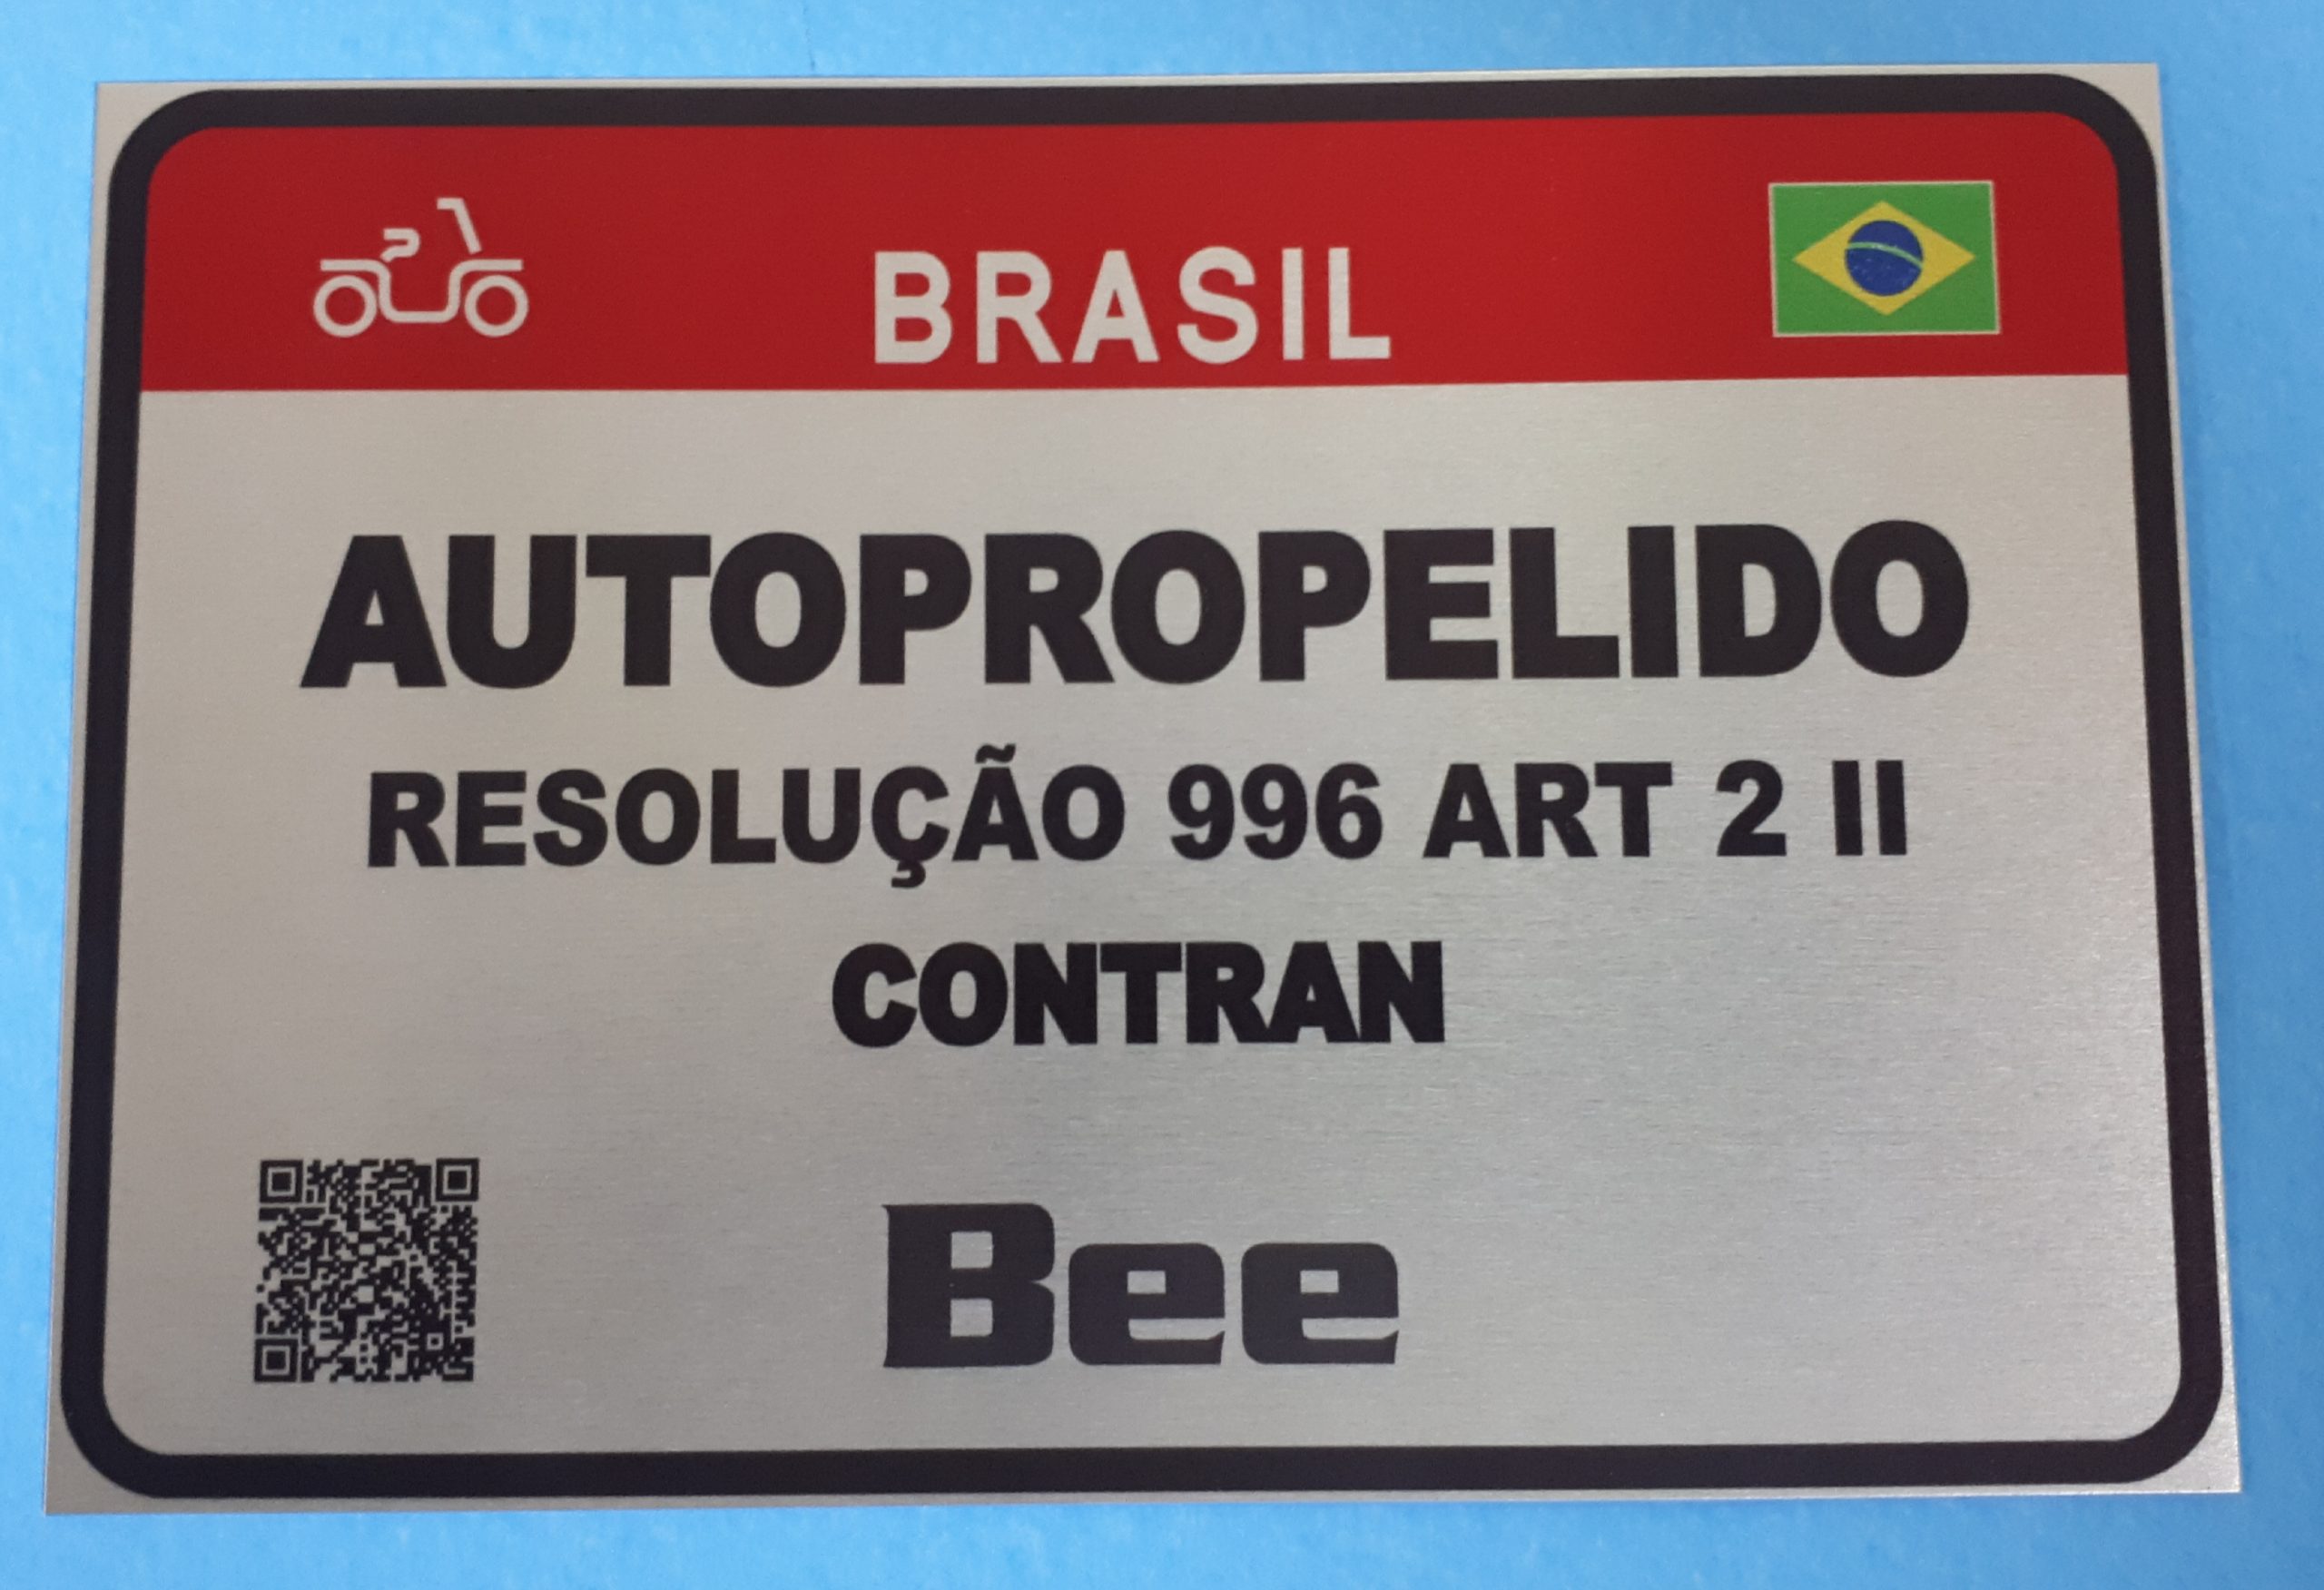 BRASIL
AUTOPROPELIDO
RESOLUÇÃO 996 ART 2 II
CONTRAN
Bee